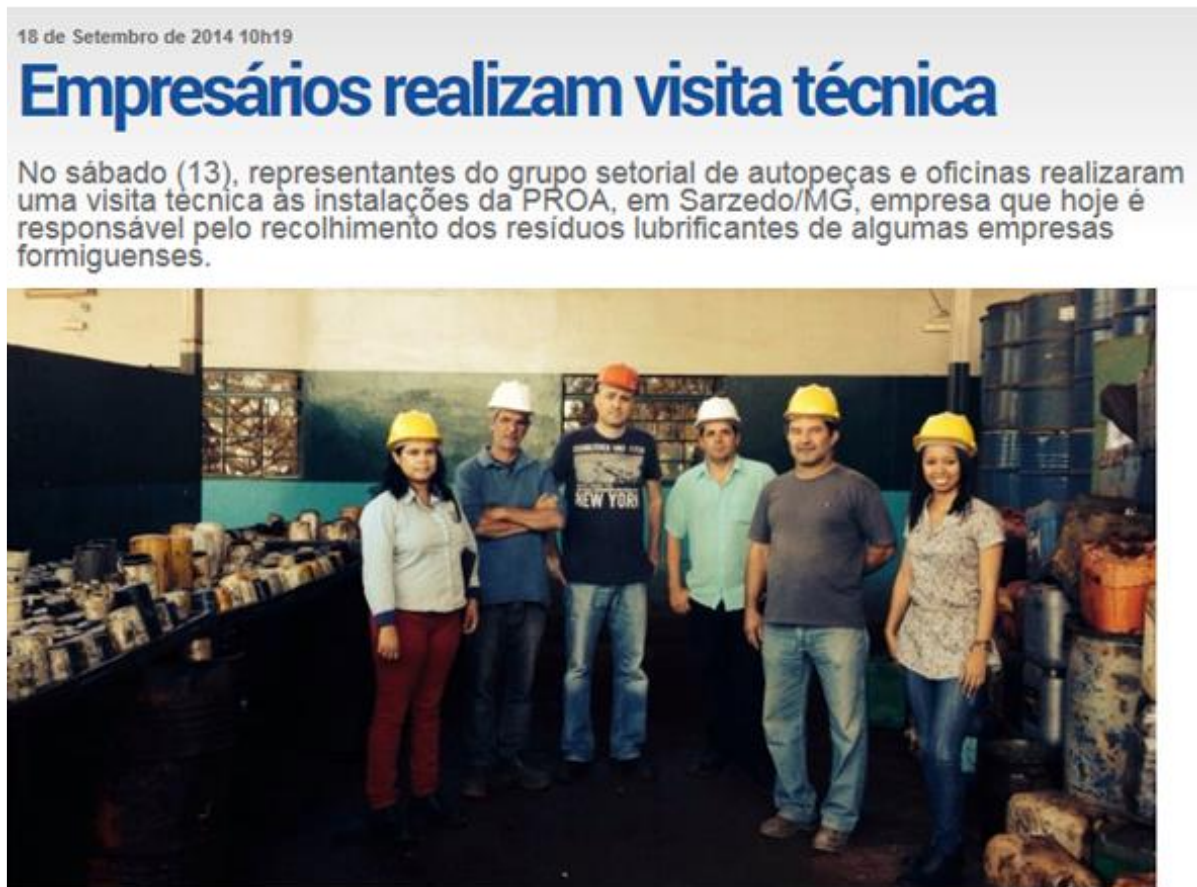 18 de Setembro de 2014 10h19
Empresários realizam visita técnica
No sábado (13), representantes do grupo setorial de autopeças e oficinas realizaram
uma visita técnica às instalações da PROA, em Sarzedo/MG, empresa que hoje é
responsável pelo recolhimento dos resíduos lubrificantes de algumas empresas
formiguenses.
NEW YORK